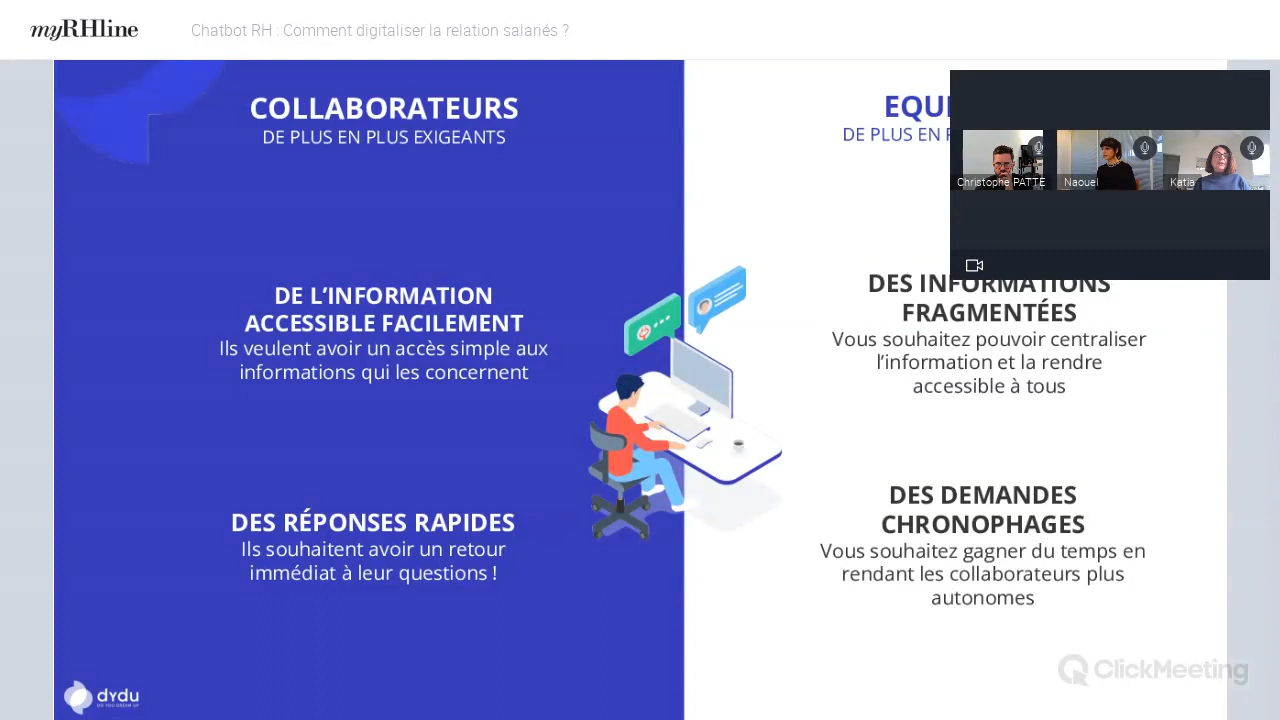 myRHline
Chatbot RH : Comment digitaliser la relation salariés ?
COLLABORATEURS
DE PLUS EN PLUS EXIGEANTS
DE L’INFORMATION
ACCESSIBLE FACILEMENT
Ils veulent avoir un accès simple aux
informations qui les concernent
DES RÉPONSES RAPIDES
Ils souhaitent avoir un retour
immédiat à leur questions !
dydu
DE PLUS EN
Christophe PATTE
Naouel
Katia
DES INFORMATIONS
FRAGMENTÉES
Vous souhaitez pouvoir centraliser
l’information et la rendre
accessible à tous
DES DEMANDES
CHRONOPHAGES
Vous souhaitez gagner du temps en
rendant les collaborateurs plus
autonomes
ClickMeeting